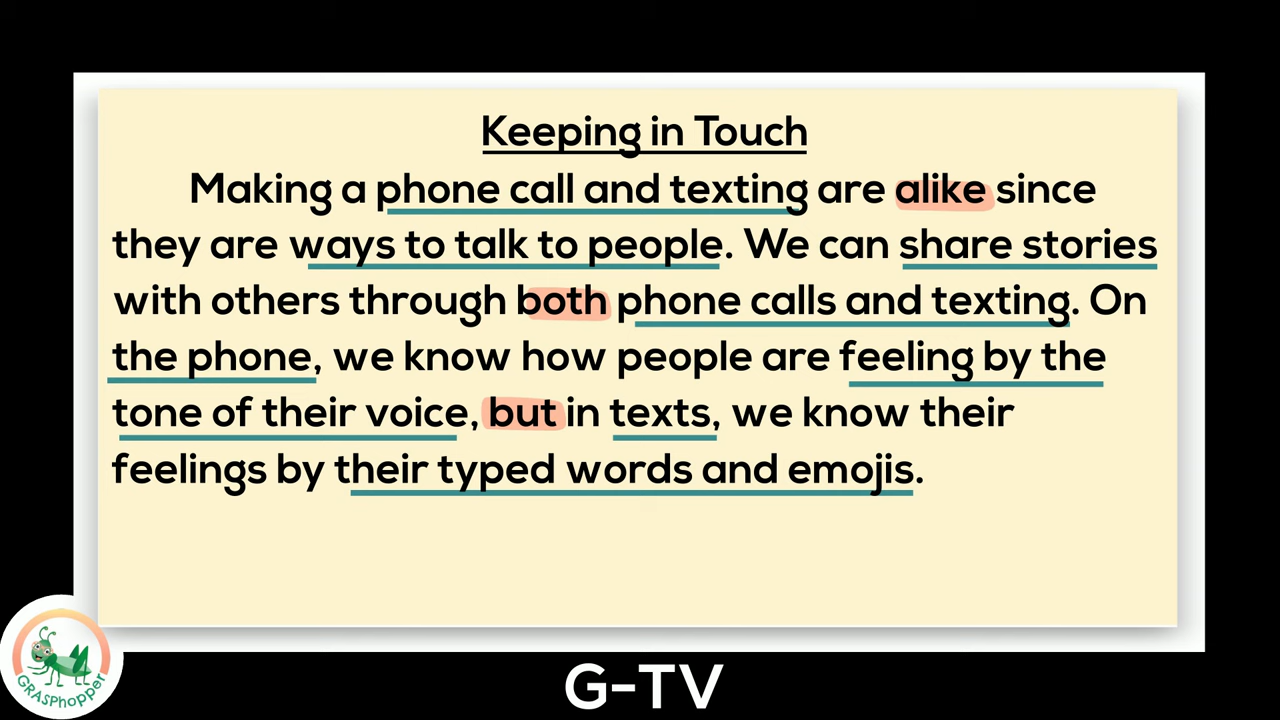 Keeping in Touch
Making a phone call and texting are alike since
they are ways to talk to people. We can share stories
with others through both phone calls and texting. On
the phone, we know how people are feeling by the
tone of their voice, but in texts, we know their
feelings by their typed words and emojis.
GRASPhopper
G-TV